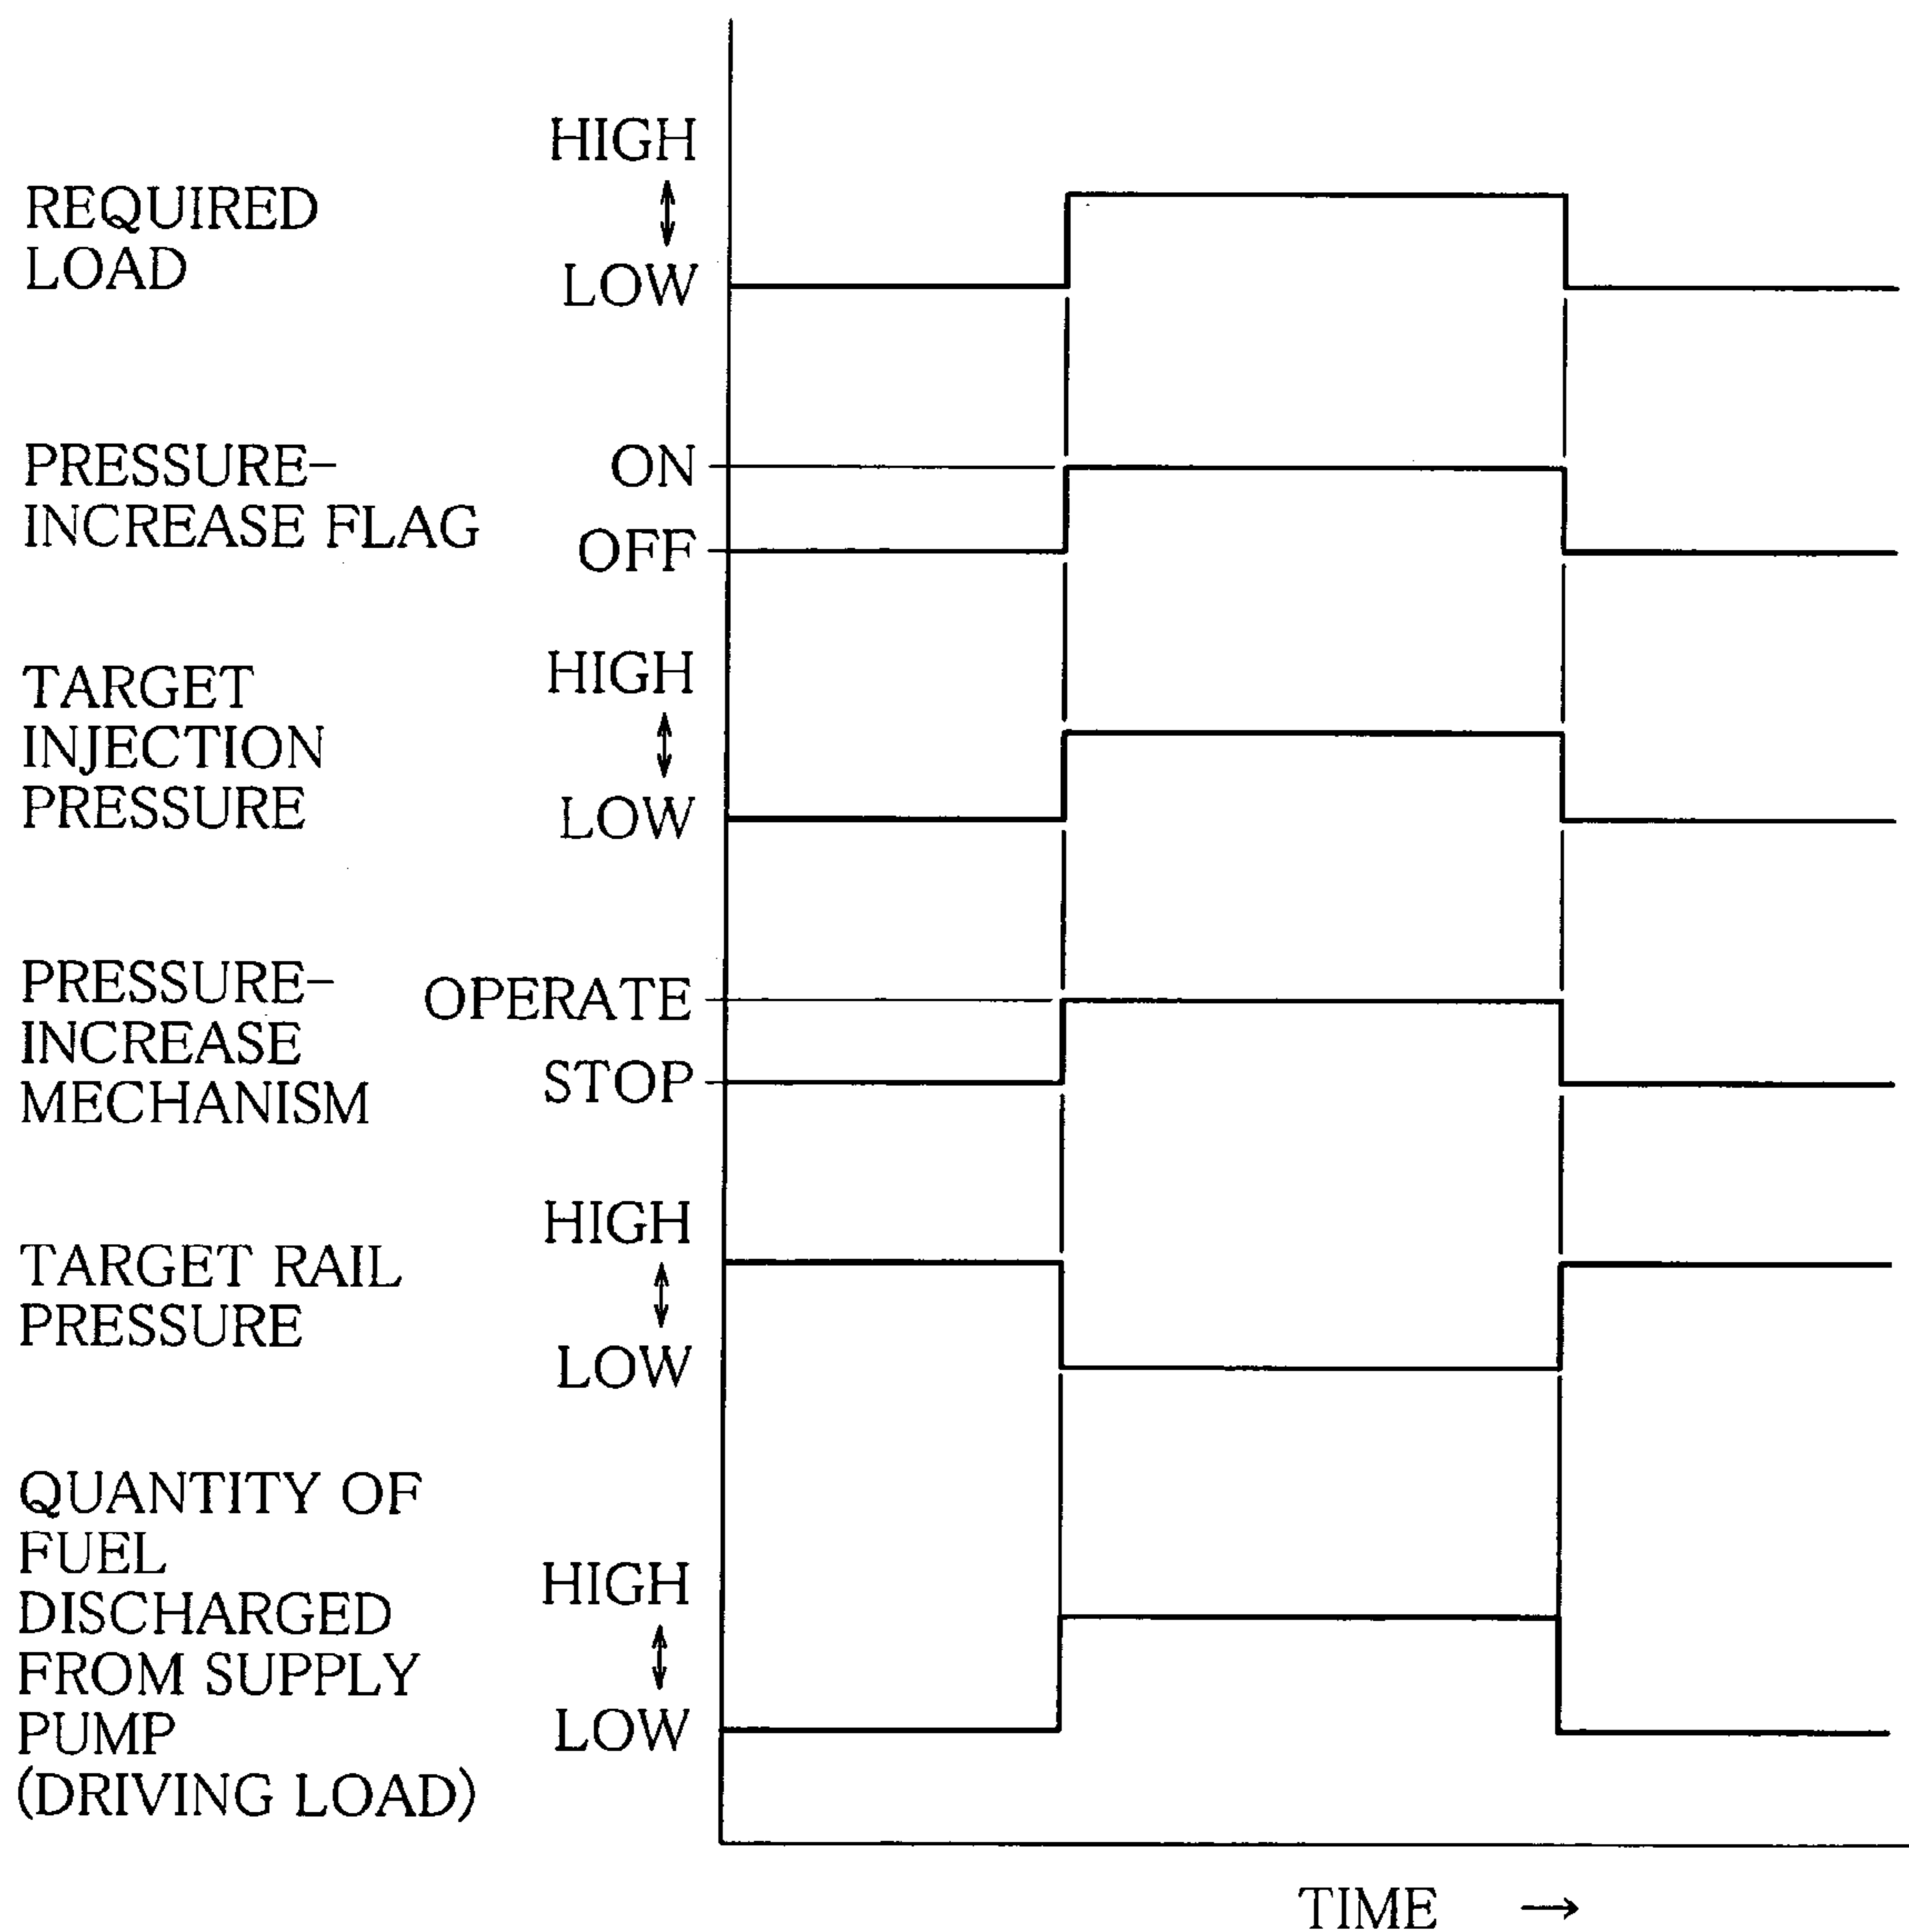 REQUIRED
LOAD
HIGH
LOW
PRESSURE-
INCREASE FLAG
ON
OFF
TARGET
INJECTION
PRESSURE
HIGH
LOW
PRESSURE-
INCREASE
MECHANISM
OPERATE
STOP
TARGET RAIL
PRESSURE
HIGH
LOW
QUANTITY OF
FUEL
DISCHARGED
FROM SUPPLY
PUMP
(DRIVING LOAD)
HIGH
LOW
TIME →